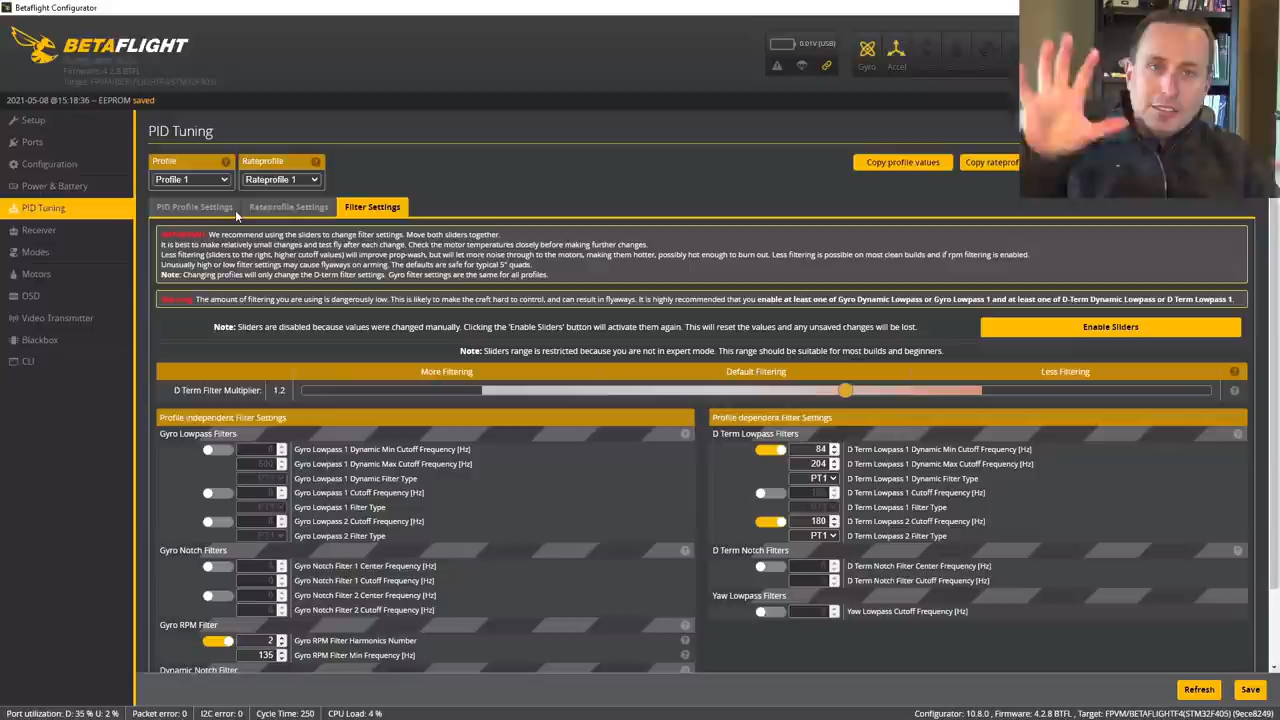 Betaflight Configurator
BETAFLIGHT
Firmware: 4.2.8 BTFL
Target: FPVM/BETAFLIGHTF4(STM32F405)
0.01V (USB)
Gyro
Accel
2021-05-08 @15:18:36 -- EEPROM saved
Setup
Ports
Configuration
Power & Battery
PID Tuning
Receiver
Modes
Motors
OSD
Video Transmitter
Blackbox
CLI
PID Tuning
Profile
Rateprofile
Profile 1
Rateprofile 1
Copy profile values
Copy rateprof
PID Profile Settings
Rateprofile Settings
Filter Settings
We recommend using the sliders to change filter settings. Move both sliders together.
It is best to make relatively small changes and test fly after each change. Check the motor temperatures closely before making further changes.
Less filtering (sliders to the right, higher cutoff values) will improve prop-wash, but will let more noise through to the motors, making them hotter, possibly hot enough to burn out. Less filtering is possible on most clean builds and if rpm filtering is enabled.
Unusually high or low filter settings may cause flyaways on arming. The defaults are safe for typical 5" quads.
Note: Changing profiles will only change the D-term filter settings. Gyro filter settings are the same for all profiles.
The amount of filtering you are using is dangerously low. This is likely to make the craft hard to control, and can result in flyaways. It is highly recommended that you enable at least one of Gyro Dynamic Lowpass or Gyro Lowpass 1 and at least one of D-Term Dynamic Lowpass or D Term Lowpass 1.
Note: Sliders are disabled because values were changed manually. Clicking the 'Enable Sliders' button will activate them again. This will reset the values and any unsaved changes will be lost.
Enable Sliders
Note: Sliders range is restricted because you are not in expert mode. This range should be suitable for most builds and beginners.
More Filtering
Default Filtering
Less Filtering
D Term Filter Multiplier: 1.2
Profile independent Filter Settings
Gyro Lowpass Filters
Gyro Lowpass 1 Dynamic Min Cutoff Frequency [Hz]
Gyro Lowpass 1 Dynamic Max Cutoff Frequency [Hz]
Gyro Lowpass 1 Dynamic Filter Type
Gyro Lowpass 1 Cutoff Frequency [Hz]
Gyro Lowpass 1 Filter Type
Gyro Lowpass 2 Cutoff Frequency [Hz]
Gyro Lowpass 2 Filter Type
Gyro Notch Filters
Gyro Notch Filter 1 Center Frequency [Hz]
Gyro Notch Filter 1 Cutoff Frequency [Hz]
Gyro Notch Filter 2 Center Frequency [Hz]
Gyro Notch Filter 2 Cutoff Frequency [Hz]
Gyro RPM Filter
2 Gyro RPM Filter Harmonics Number
135 Gyro RPM Filter Min Frequency [Hz]
Dynamic Notch Filter
Profile dependent Filter Settings
D Term Lowpass Filters
84 D Term Lowpass 1 Dynamic Min Cutoff Frequency [Hz]
204 D Term Lowpass 1 Dynamic Max Cutoff Frequency [Hz]
PT1 D Term Lowpass 1 Dynamic Filter Type
D Term Lowpass 1 Cutoff Frequency [Hz]
D Term Lowpass 1 Filter Type
180 D Term Lowpass 2 Cutoff Frequency [Hz]
PT1 D Term Lowpass 2 Filter Type
D Term Notch Filters
D Term Notch Filter Center Frequency [Hz]
D Term Notch Filter Cutoff Frequency [Hz]
Yaw Lowpass Filters
Yaw Lowpass Cutoff Frequency [Hz]
Refresh
Save
Port utilization: D: 35 % U: 2 %
Packet error: 0
I2C error: 0
Cycle Time: 250
CPU Load: 4 %
Configurator: 10.8.0, Firmware: 4.2.8 BTFL, Target: FPVM/BETAFLIGHTF4(STM32F405) (9ece8249)